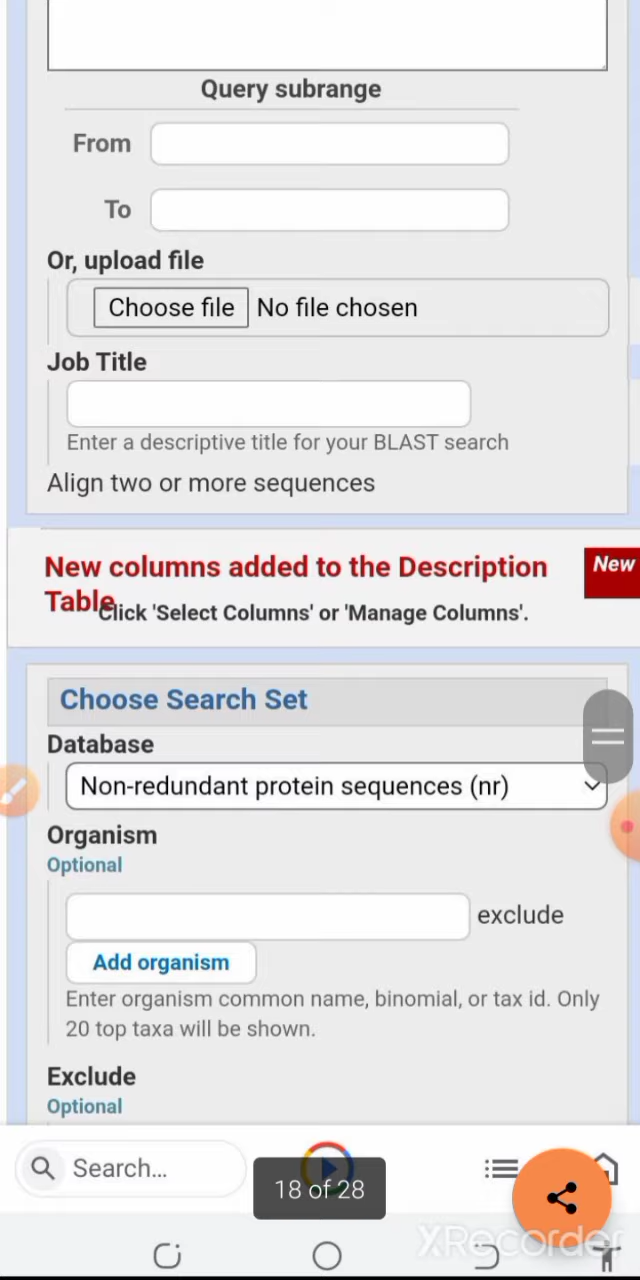 Query subrange
From
To
Or, upload file
Choose file No file chosen
Job Title
Enter a descriptive title for your BLAST search
Align two or more sequences
New columns added to the Description
Table
Click 'Select Columns' or 'Manage Columns'.
New
Choose Search Set
Database
Non-redundant protein sequences (nr)
Organism
Optional
exclude
Add organism
Enter organism common name, binomial, or tax id. Only
20 top taxa will be shown.
Exclude
Optional
Search...
18 of 28
XRecorder